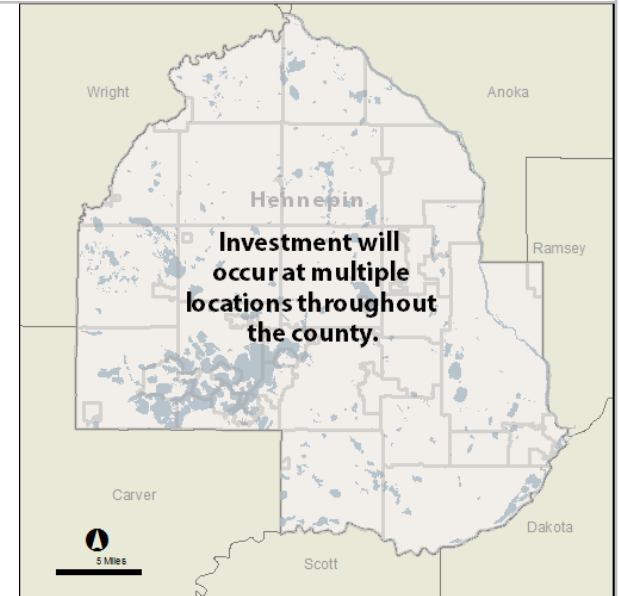 Wright
Anoka
Hennepin
Investment will
occur at multiple
locations throughout
the county.
Ramsey
Carver
5 Miles
Scott
Dakota